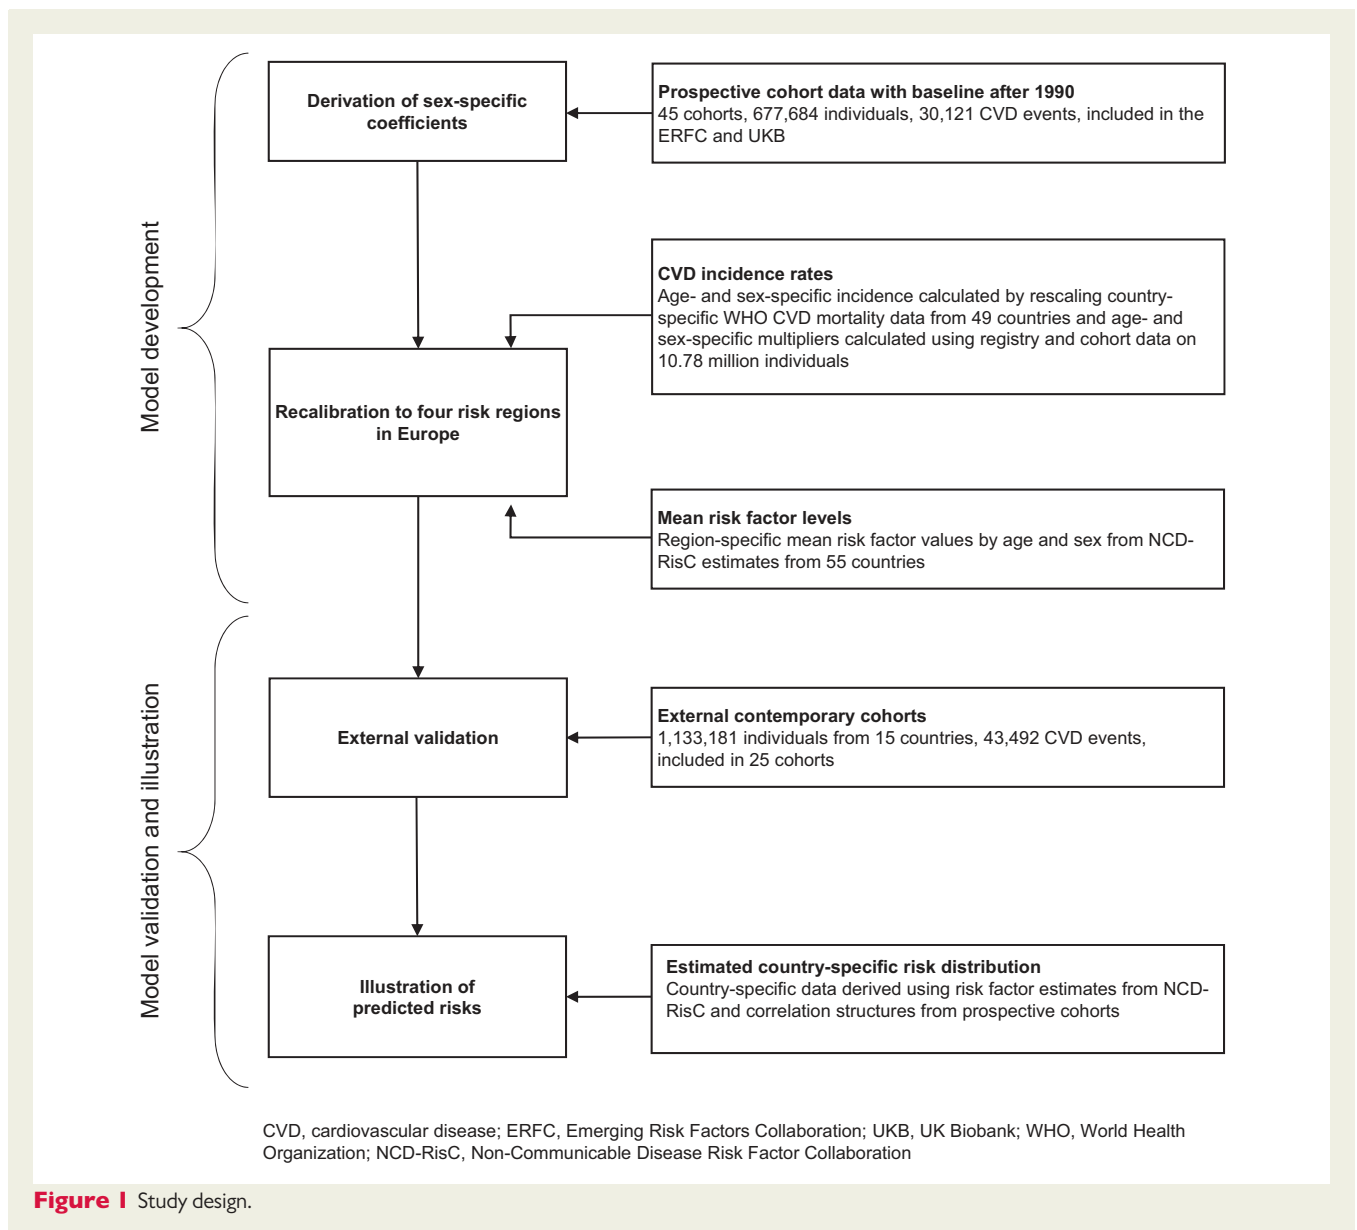 Model development
Derivation of sex-specific
coefficients
Prospective cohort data with baseline after 1990
45 cohorts, 677,684 individuals, 30,121 CVD events, included in the
ERFC and UKB
CVD incidence rates
Age- and sex-specific incidence calculated by rescaling country-
specific WHO CVD mortality data from 49 countries and age- and
sex-specific multipliers calculated using registry and cohort data on
10.78 million individuals
Recalibration to four risk regions
in Europe
Mean risk factor levels
Region-specific mean risk factor values by age and sex from NCD-
RisC estimates from 55 countries
Model validation and illustration
External validation
External contemporary cohorts
1,133,181 individuals from 15 countries, 43,492 CVD events,
included in 25 cohorts
Illustration of
predicted risks
Estimated country-specific risk distribution
Country-specific data derived using risk factor estimates from NCD-
RisC and correlation structures from prospective cohorts
CVD, cardiovascular disease; ERFC, Emerging Risk Factors Collaboration; UKB, UK Biobank; WHO, World Health
Organization; NCD-RisC, Non-Communicable Disease Risk Factor Collaboration
Figure 1 Study design.